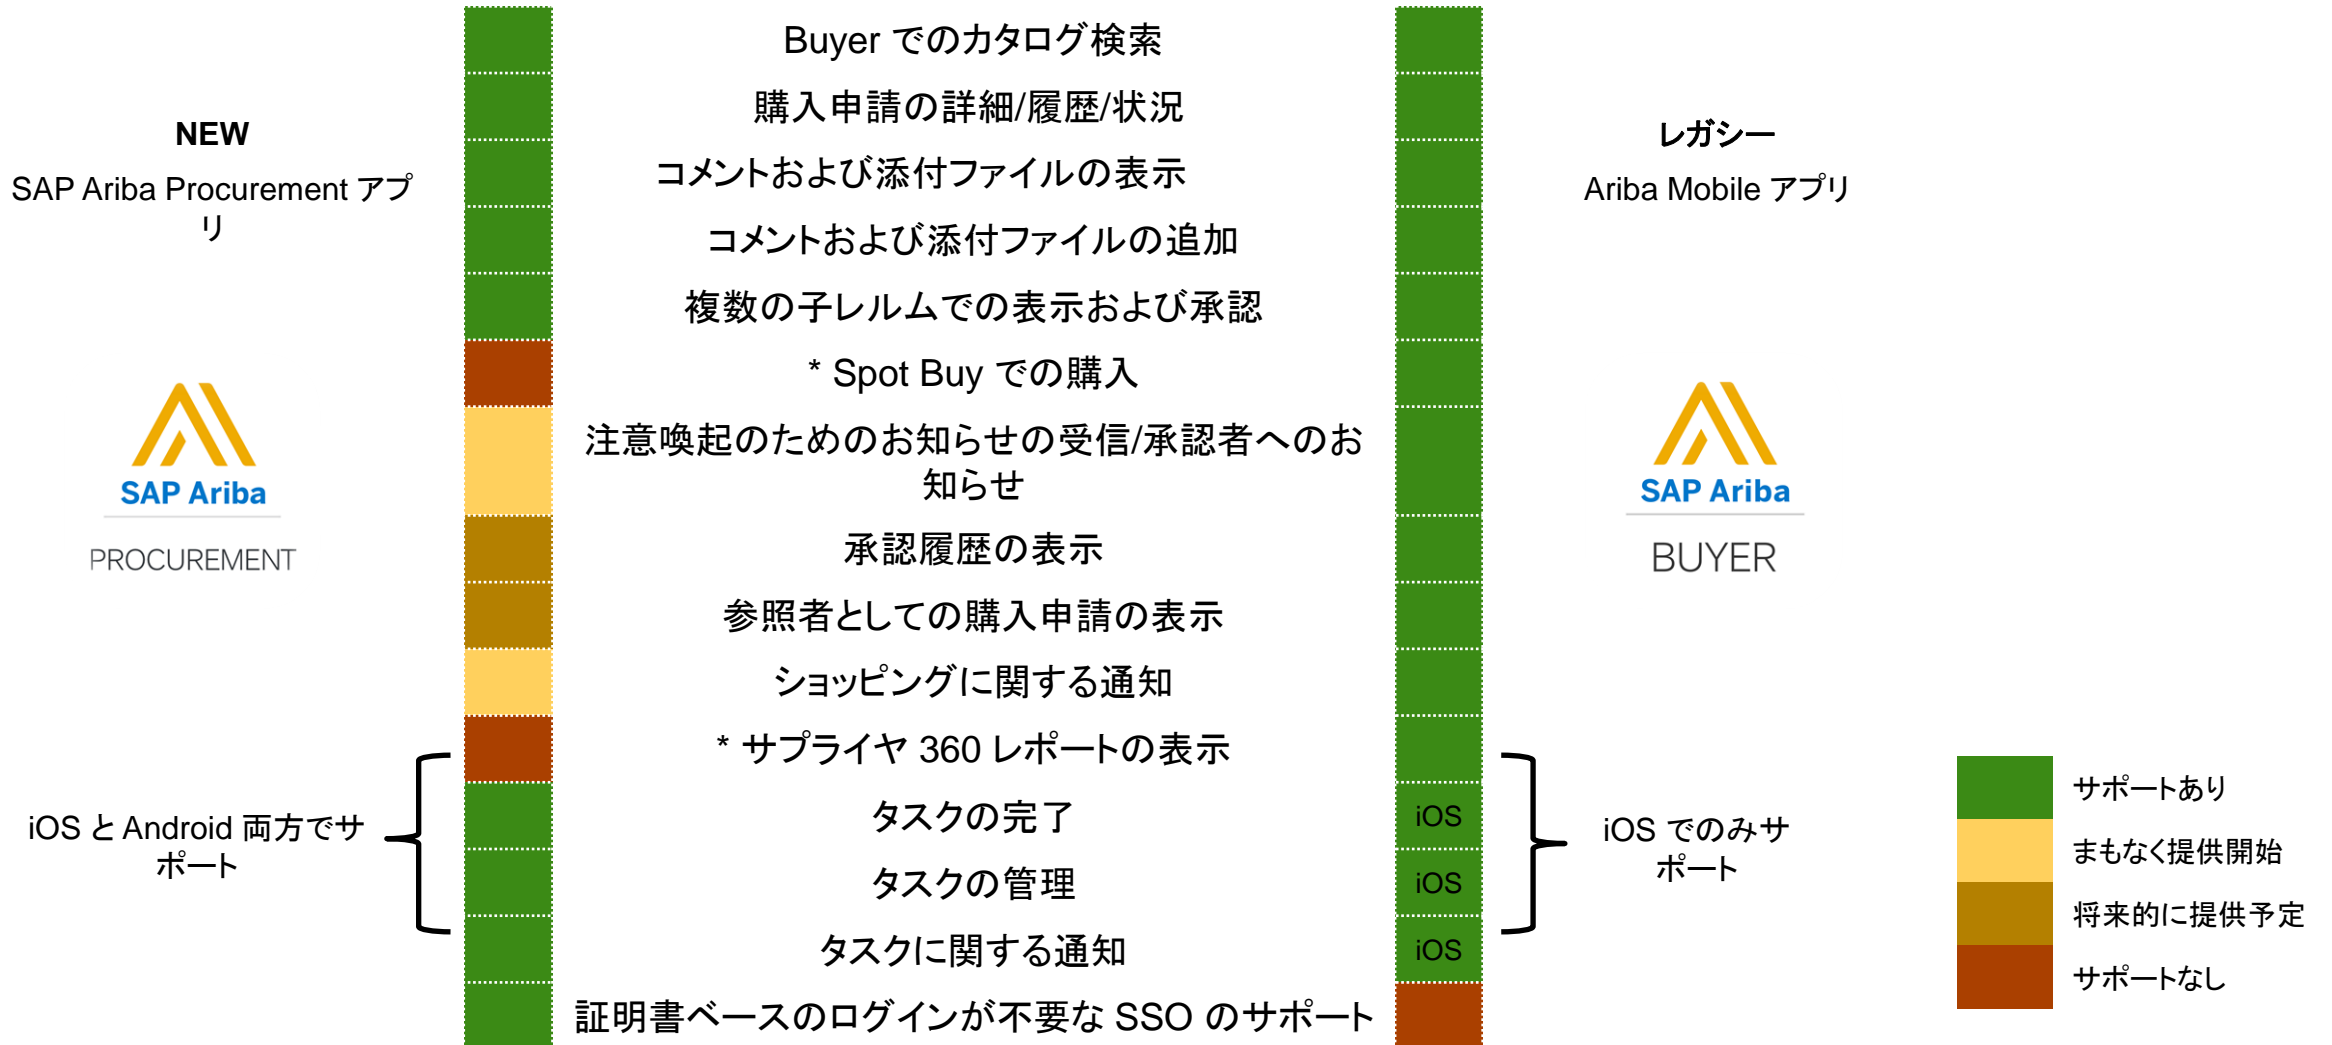 NEW
SAP Ariba Procurement アプ
リ
SAP Ariba
PROCUREMENT
iOS と Android 両方でサ
ポート
Buyer でのカタログ検索
購入申請の詳細/履歴/状況
コメントおよび添付ファイルの表示
コメントおよび添付ファイルの追加
複数の子レルムでの表示および承認
* Spot Buy での購入
注意喚起のためのお知らせの受信/承認者へのお
知らせ
承認履歴の表示
参照者としての購入申請の表示
ショッピングに関する通知
* サプライヤ 360 レポートの表示
タスクの完了
タスクの管理
タスクに関する通知
証明書ベースのログインが不要な SSO のサポート
iOS
iOS
iOS
レガシー
Ariba Mobile アプリ
SAP Ariba
BUYER
iOS でのみサ
ポート
サポートあり
まもなく提供開始
将来的に提供予定
サポートなし